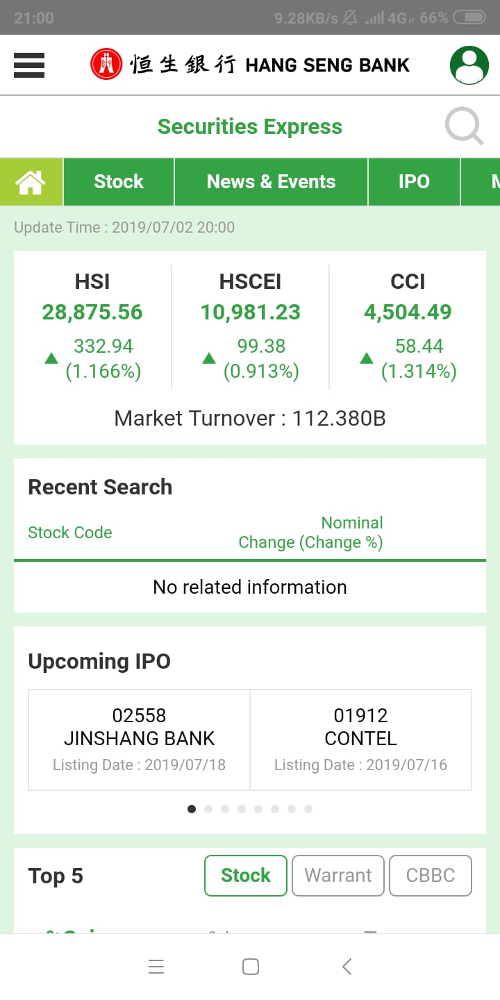 21:00 9.28KB/s 4G 66%
恒生銀行 HANG SENG BANK
Securities Express
Stock News & Events IPO
Update Time : 2019/07/02 20:00
HSI HSCEI CCI
28,875.56 10,981.23 4,504.49
332.94 99.38 58.44
(1.166%) (0.913%) (1.314%)
Market Turnover : 112.380B
Recent Search
Stock Code
Nominal
Change (Change %)
No related information
Upcoming IPO
02558 01912
JINSHANG BANK CONTEL
Listing Date : 2019/07/18 Listing Date : 2019/07/16
Top 5 Stock Warrant CBBC